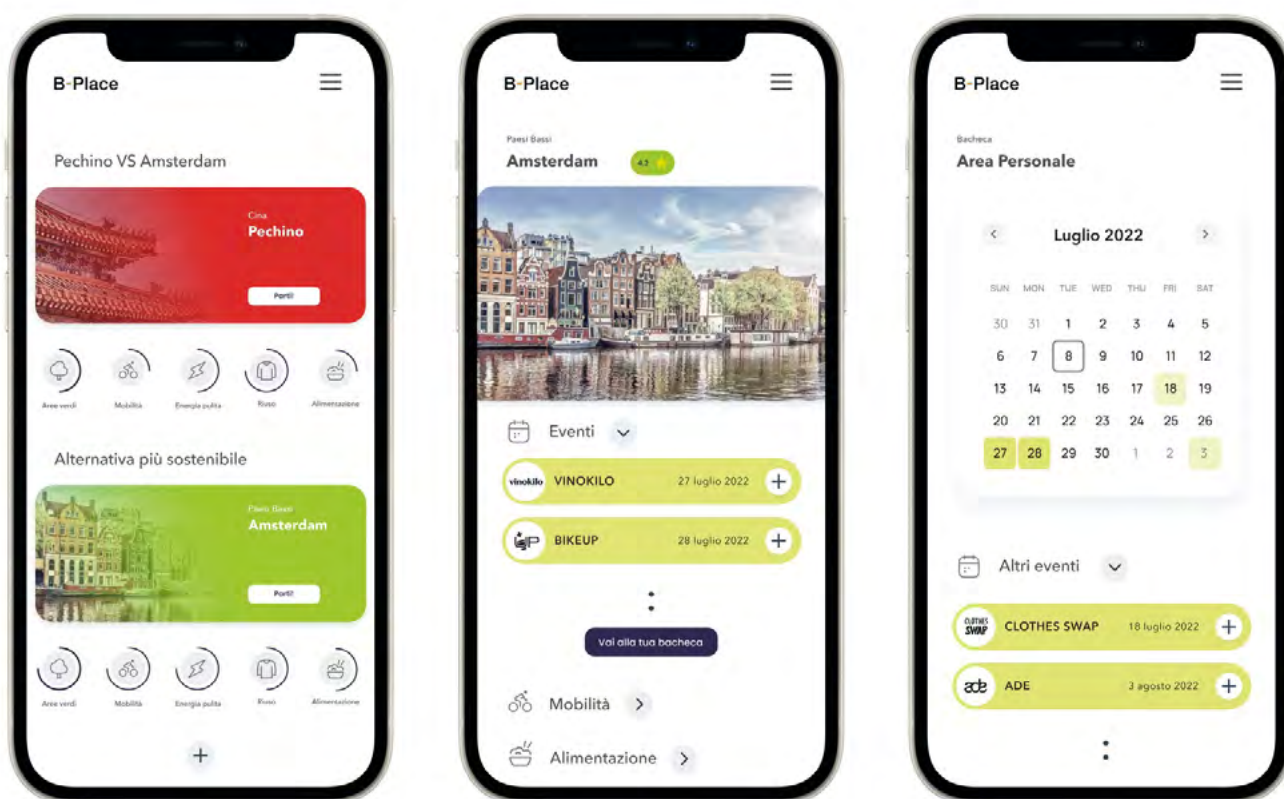 B-Place
Pechino VS Amsterdam
Cina
Pechino
Parti!
Aree verdi
Mobilità
Energia pulita
Riuso
Alimentazione
Alternativa più sostenibile
Paesi Bassi
Amsterdam
Parti!
Aree verdi
Mobilità
Energia pulita
Riuso
Alimentazione
+
B-Place
Paesi Bassi
Amsterdam
4.3
Eventi
vinokilo VINOKILO 27 luglio 2022 +
BIKEUP 28 luglio 2022 +
Vai alla tua bacheca
Mobilità >
Alimentazione >
B-Place
Bacheca
Area Personale
< Luglio 2022 >
SUN MON TUE WED THU FRI SAT
30 31 1 2 3 4 5
6 7 8 9 10 11 12
13 14 15 16 17 18 19
20 21 22 23 24 25 26
27 28 29 30 1 2 3
Altri eventi
CLOTHES SWAP CLOTHES SWAP 18 luglio 2022 +
ade ADE 3 agosto 2022 +